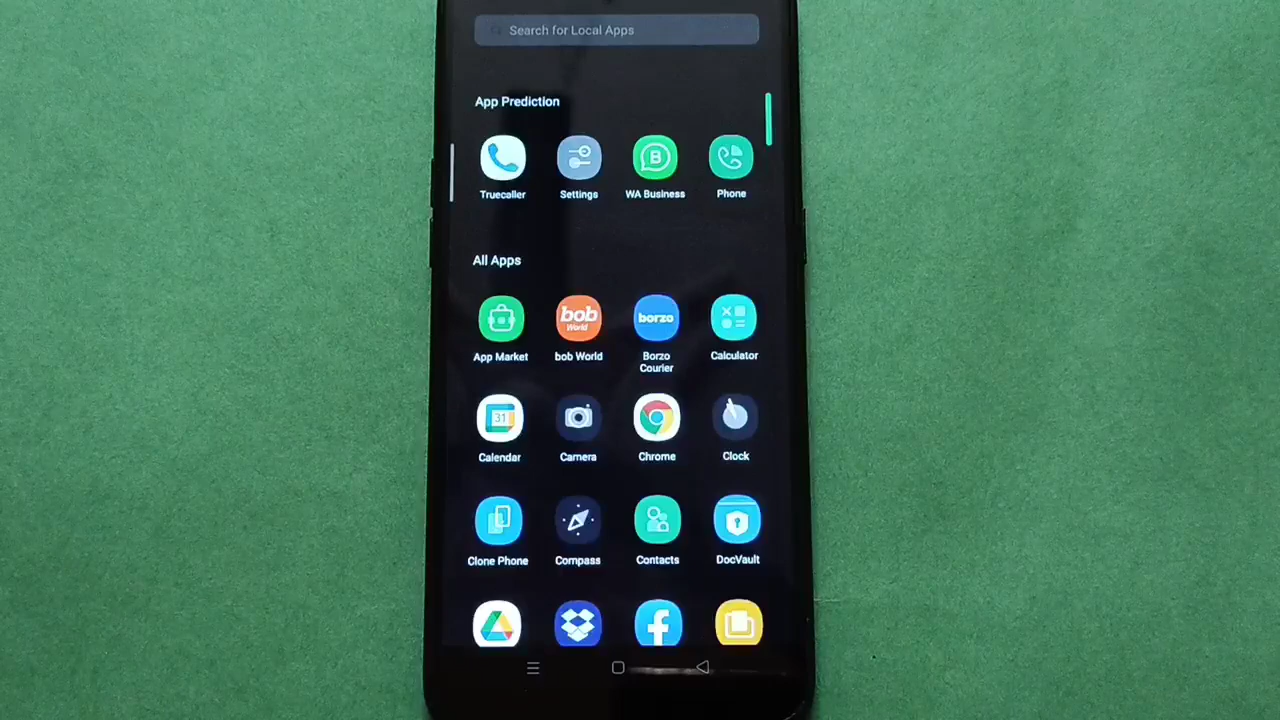 Search for Local Apps
App Prediction
B
Truecaller
Settings
WA Business
Phone
All Apps
bob
World
borzo
App Market
bob World
Borzo
Courier
Calculator
31
Calendar
Camera
Chrome
Clock
Clone Phone
Compass
Contacts
DocVault